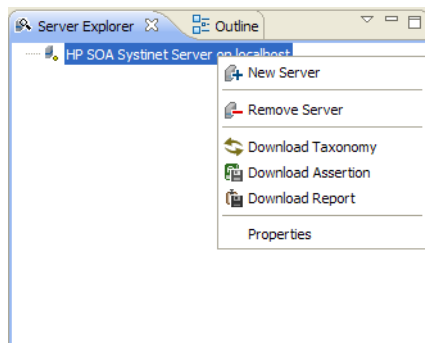 Server Explorer
Outline
HP SOA Systinet Server on localhost
New Server
Remove Server
Download Taxonomy
Download Assertion
Download Report
Properties